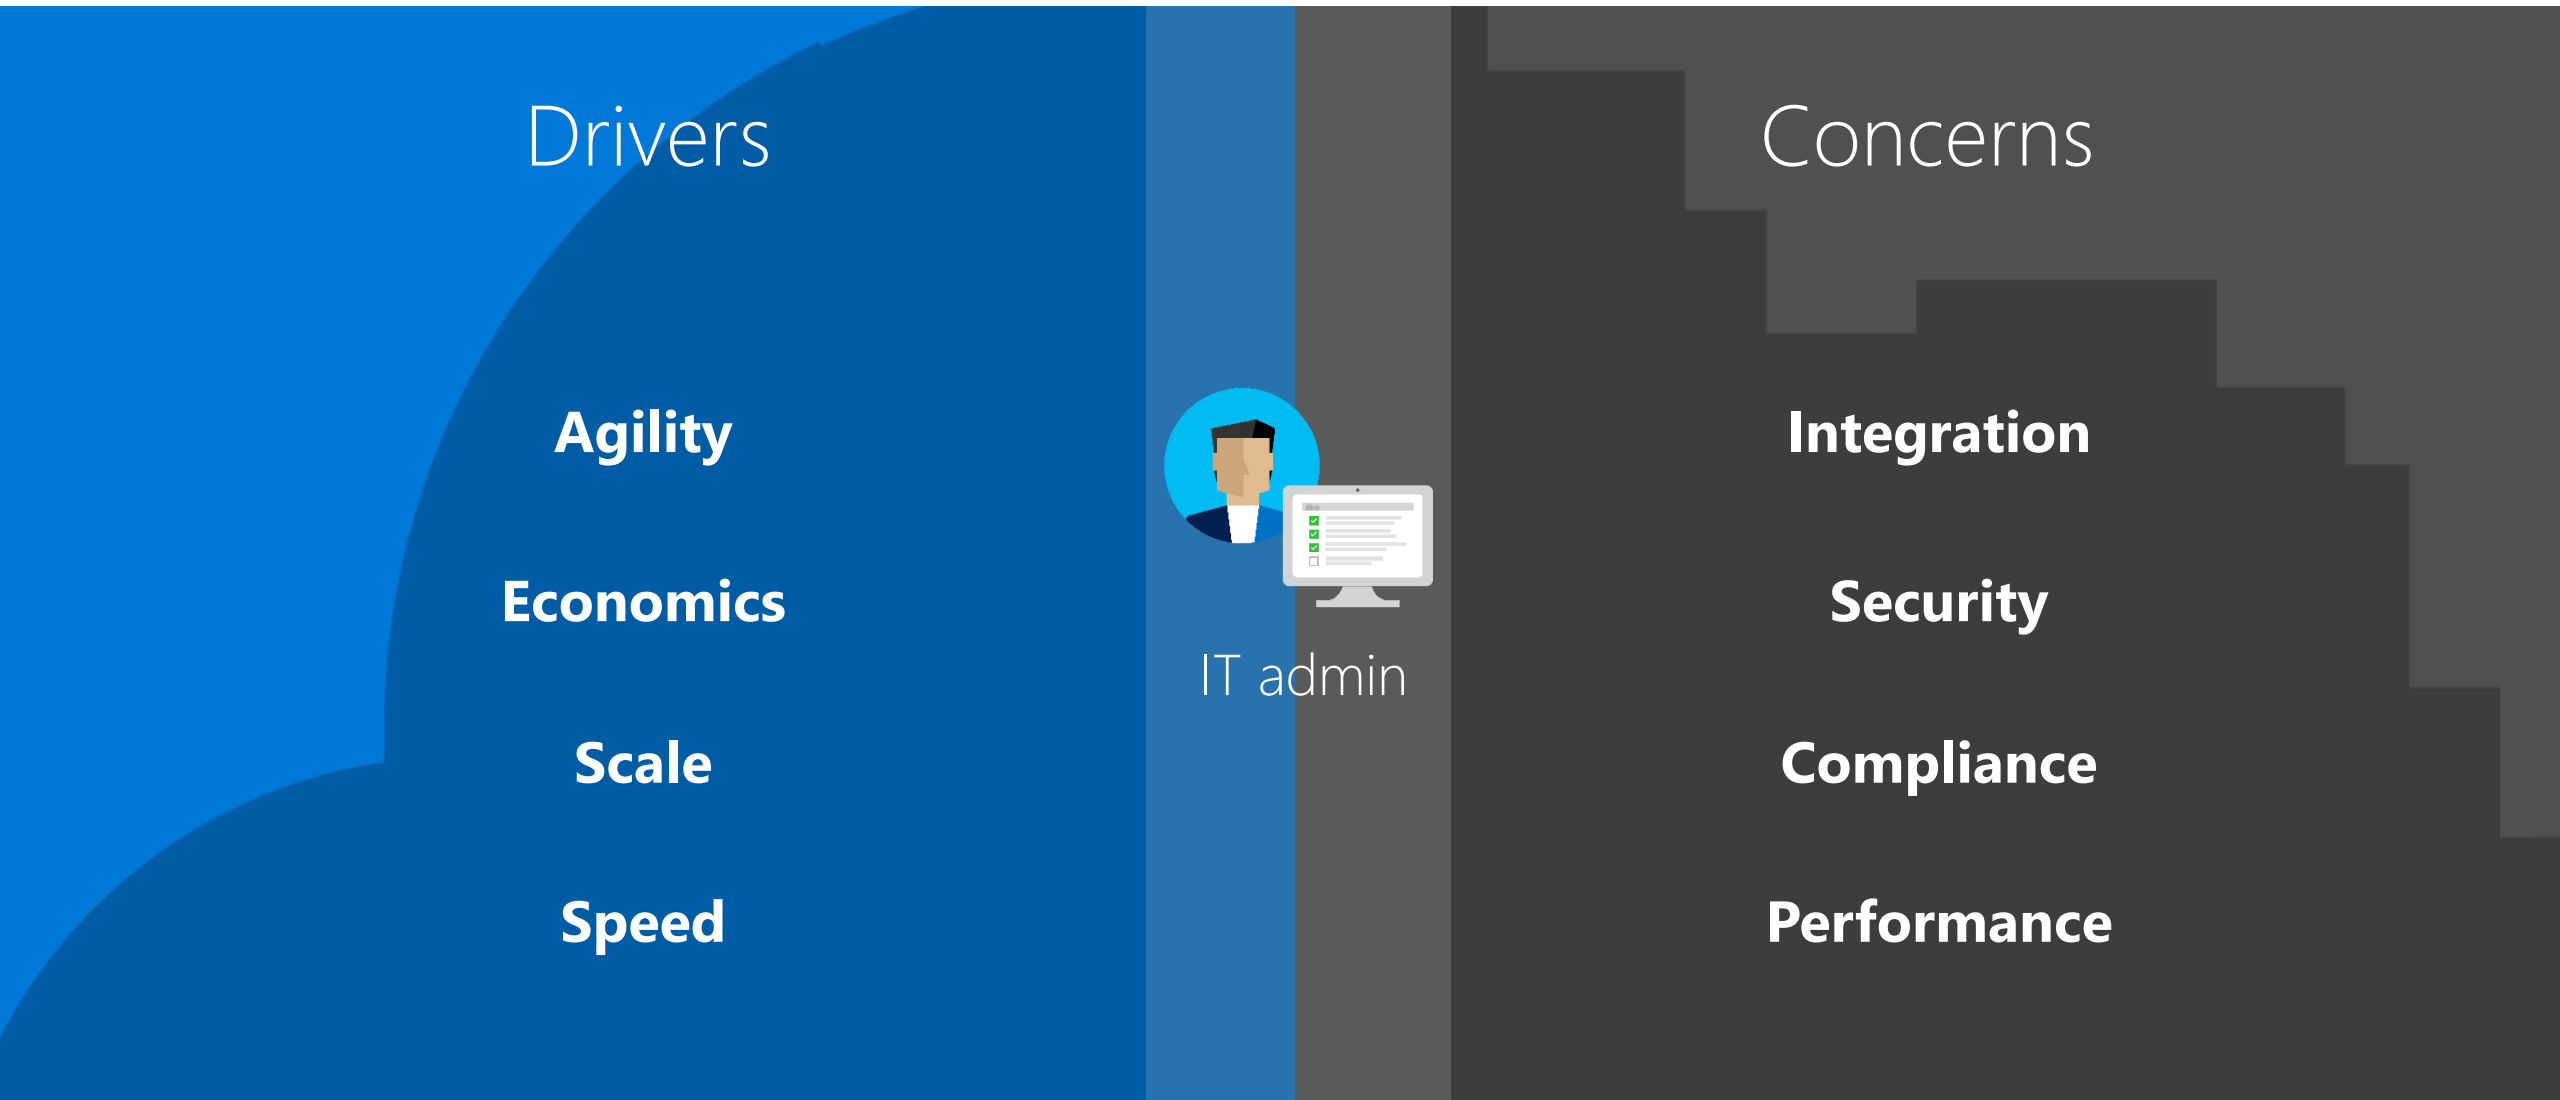 Drivers
Agility
Economics
Scale
Speed
IT admin
Concerns
Integration
Security
Compliance
Performance